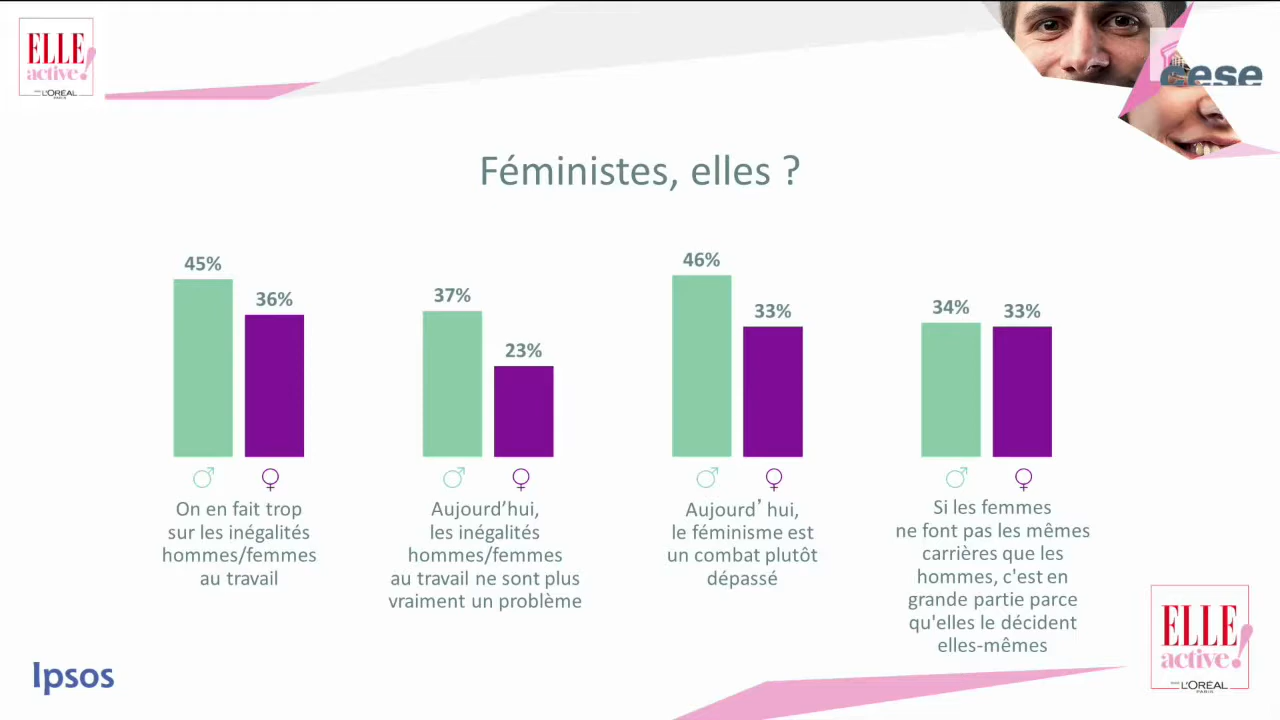 ELLE
active!
L'ORÉAL
PARIS
cese
Féministes, elles ?
45%
36%
37%
23%
46%
33%
34%
33%
On en fait trop
sur les inégalités
hommes/femmes
au travail
Aujourd’hui,
les inégalités
hommes/femmes
au travail ne sont plus
vraiment un problème
Aujourd’hui,
le féminisme est
un combat plutôt
dépassé
Si les femmes
ne font pas les mêmes
carrières que les
hommes, c'est en
grande partie parce
qu'elles le décident
elles-mêmes
Ipsos
ELLE
active!
L'ORÉAL
PARIS